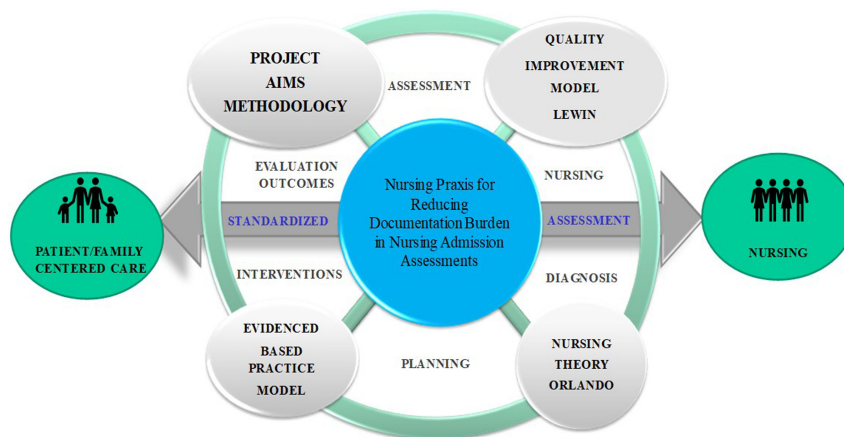 PROJECT
AIMS
METHODOLOGY
ASSESSMENT
QUALITY
IMPROVEMENT
MODEL
LEWIN
EVALUATION
OUTCOMES
NURSING
Nursing Praxis for
Reducing
Documentation Burden
in Nursing Admission
Assessments
STANDARDIZED
ASSESSMENT
PATIENT/FAMILY
CENTERED CARE
NURSING
INTERVENTIONS
DIAGNOSIS
EVIDENCED
BASED
PRACTICE
MODEL
PLANNING
NURSING
THEORY
ORLANDO